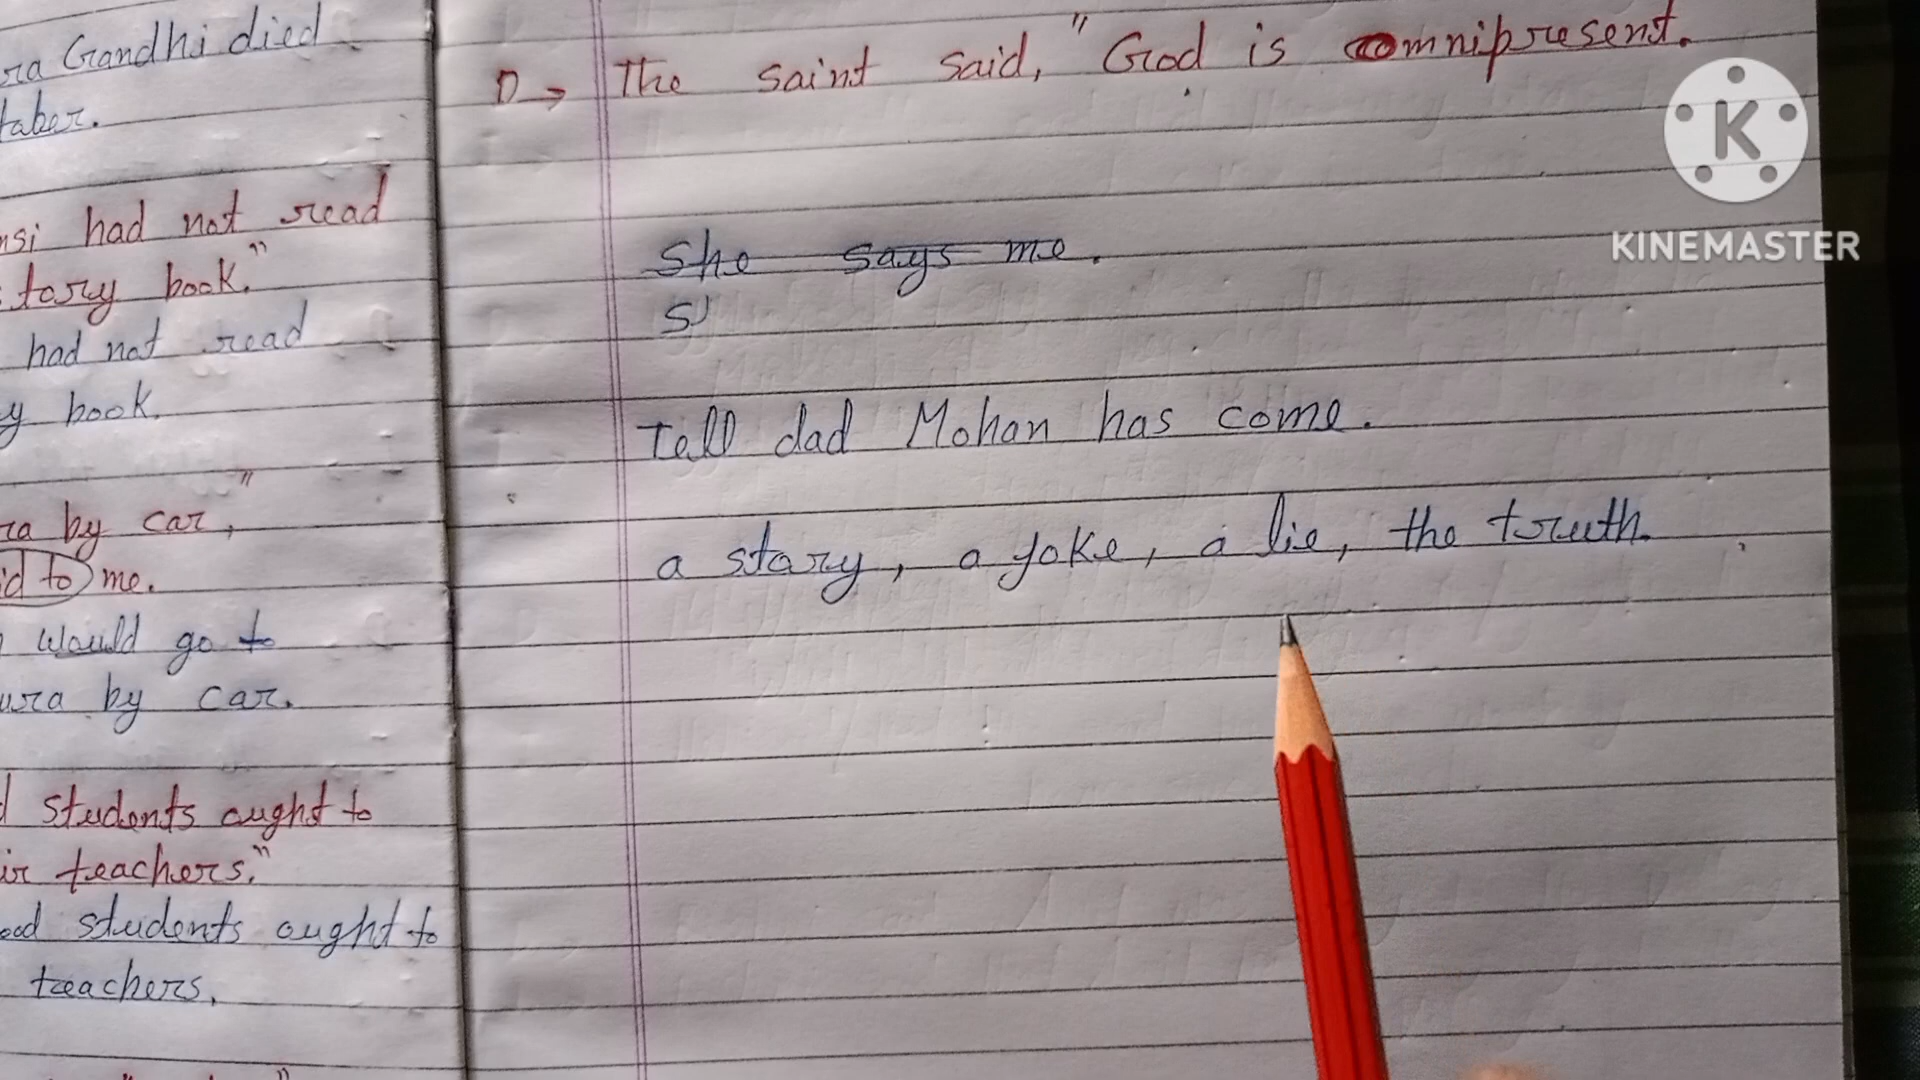 ra Gandhi died
taber.
nsi had not read
story book."
had not read
y book.
ra by car,"
id to me.
would go to
ura by car.
d students ought to
ir teachers."
ood students ought to
teachers.
D → The saint said, "God is omnipresent.
She says me.
S
Tell dad Mohan has come.
a story, a joke, a lie, the truth.
K
KINEMASTER